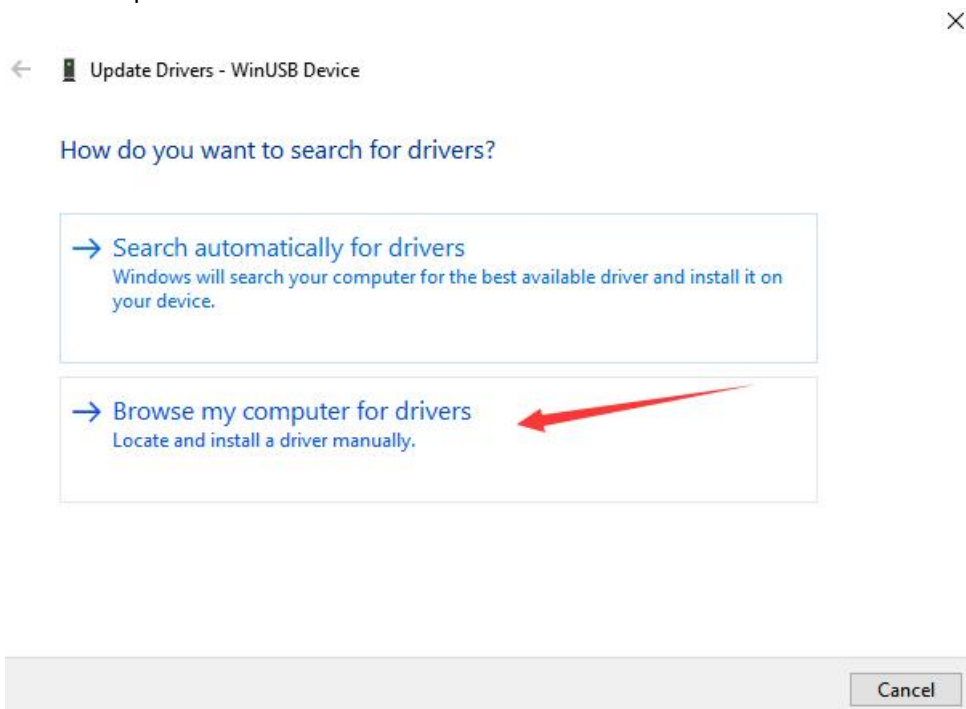 Update Drivers - WinUSB Device
How do you want to search for drivers?
Search automatically for drivers
Windows will search your computer for the best available driver and install it on
your device.
Browse my computer for drivers
Locate and install a driver manually.
Cancel